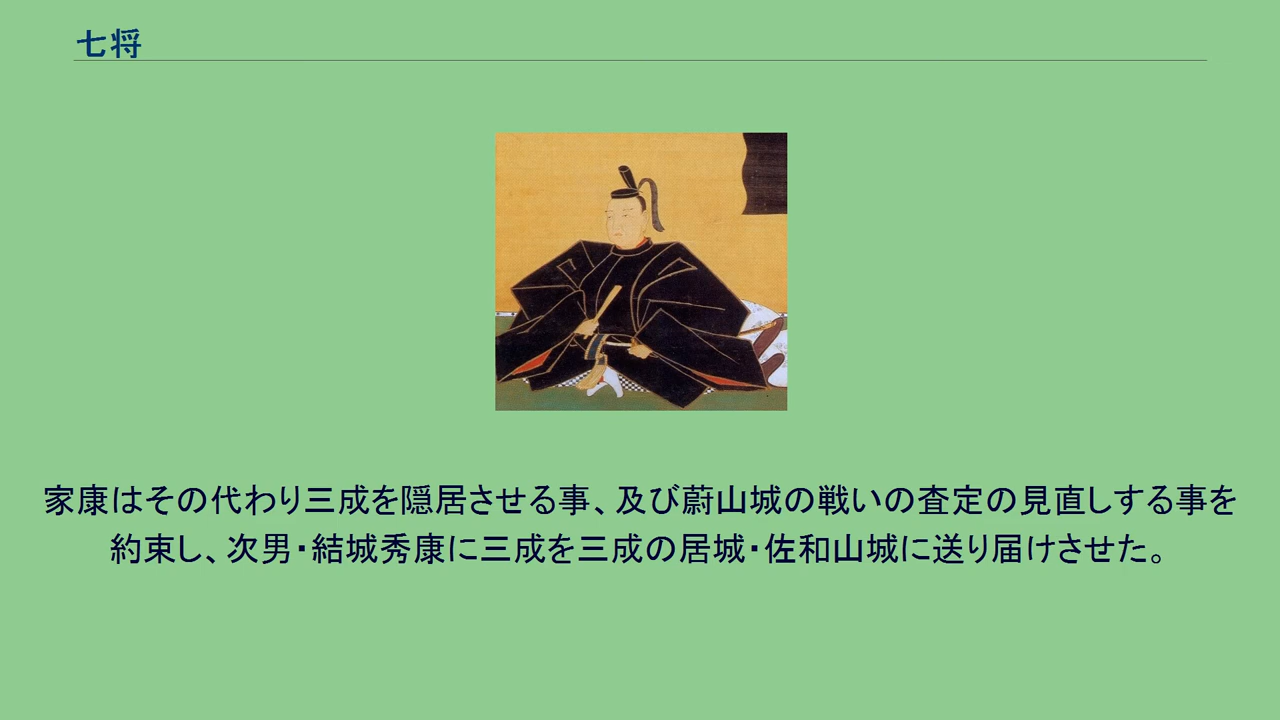 七将
家康はその代わり三成を隠居させる事、及び蔚山城の戦いの査定の見直しする事を
約束し、次男・結城秀康に三成を三成の居城・佐和山城に送り届けさせた。